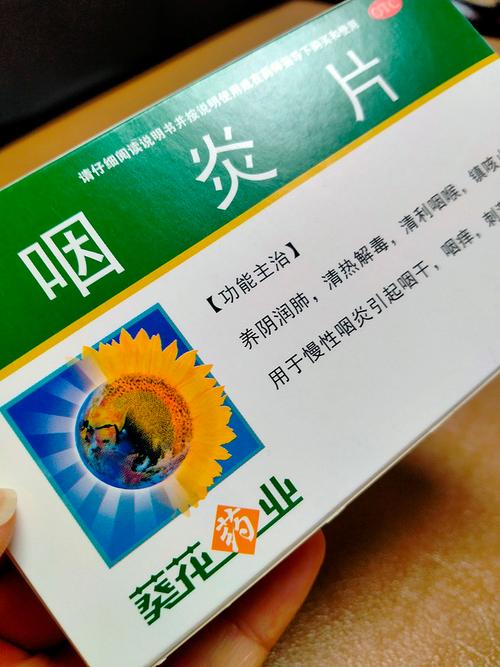 OTC
请仔细阅读说明书并按说明使用或在药师指导下购买和使用
咽炎片
【功能主治】
养阴润肺，清热解毒，清利咽喉，镇咳
用于慢性咽炎引起咽干，咽痒，刺
葵花药业